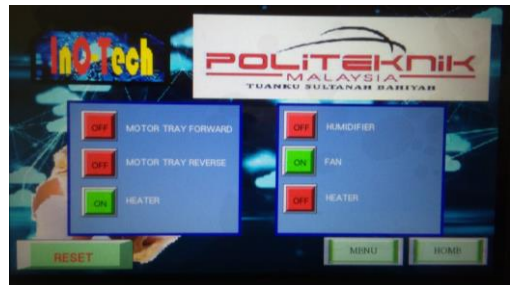 InO-Tech
POLiTEKniK
MALAYSIA
TUANKU SULTANAH BAHIYAH
OFF MOTOR TRAY FORWARD
OFF MOTOR TRAY REVERSE
ON HEATER
OFF HUMIDIFIER
ON FAN
OFF HEATER
RESET
MENU
HOME